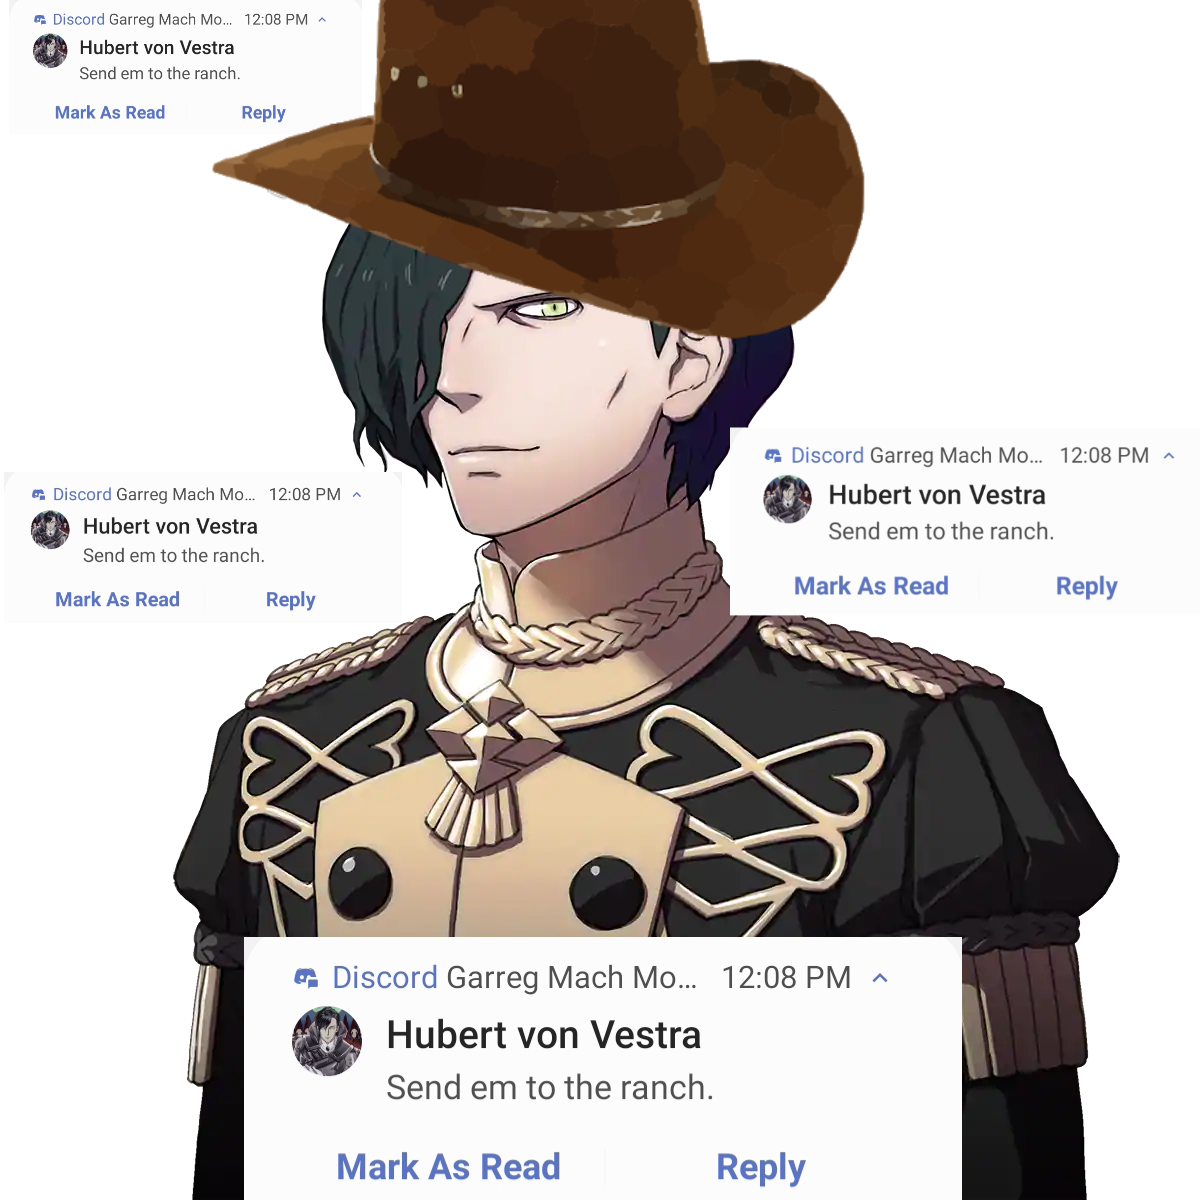 Discord Garreg Mach Mo... 12:08 PM
Hubert von Vestra
Send em to the ranch.
Mark As Read Reply
Discord Garreg Mach Mo... 12:08 PM
Hubert von Vestra
Send em to the ranch.
Mark As Read Reply
Discord Garreg Mach Mo... 12:08 PM
Hubert von Vestra
Send em to the ranch.
Mark As Read Reply
Discord Garreg Mach Mo... 12:08 PM
Hubert von Vestra
Send em to the ranch.
Mark As Read Reply